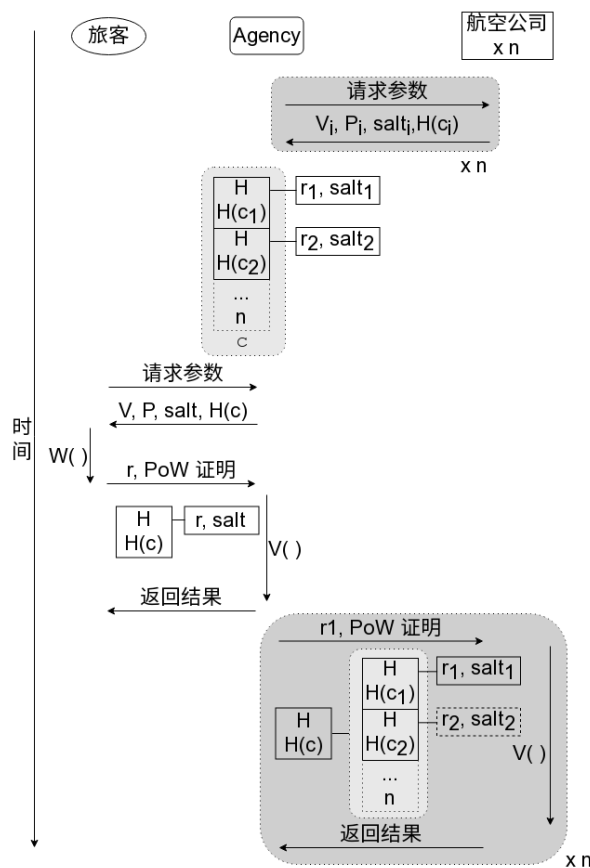 旅客
Agency
航空公司
x n
请求参数
Vi, Pi, salti,H(ci)
x n
H
H(c1)
r1, salt1
H
H(c2)
r2, salt2
...
n
c
请求参数
V, P, salt, H(c)
时间
W( )
r, PoW 证明
H
H(c)
r, salt
V( )
返回结果
r1, PoW 证明
H
H(c1)
r1, salt1
H
H(c)
H
H(c2)
r2, salt2
V( )
...
n
返回结果
x n